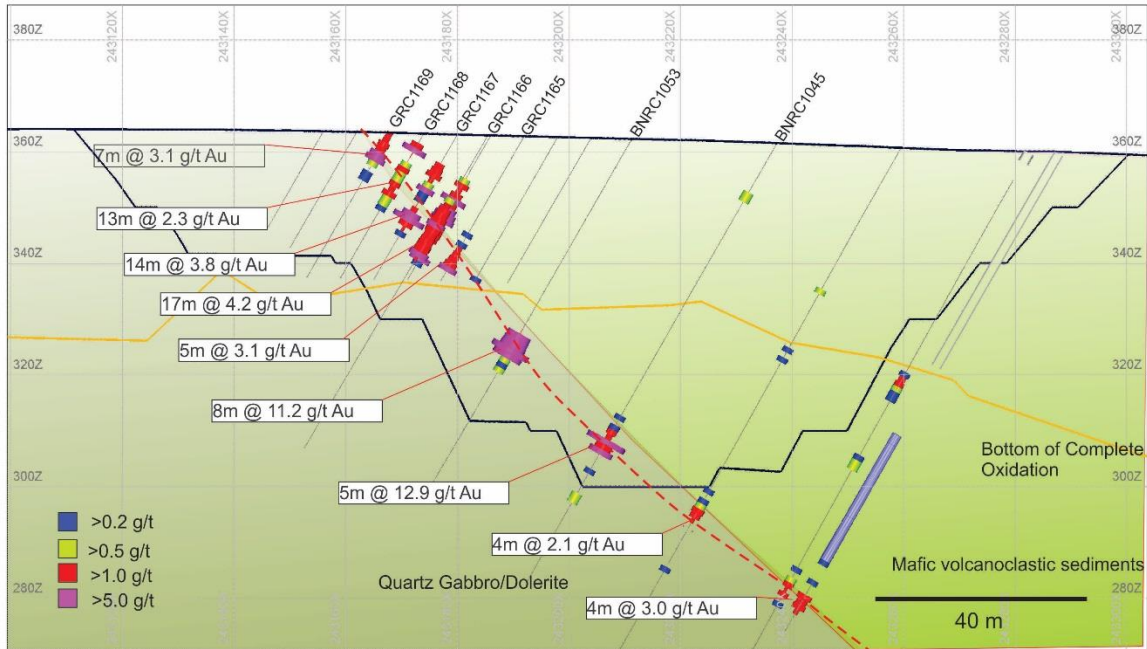 243120X
243140X
243160X
243180X
243200X
243220X
243240X
243260X
243280X
243300X
380Z
380Z
GRC1169
GRC1168
GRC1167
GRC1166
GRC1165
BNRC1053
BNRC1045
360Z
360Z
7m @ 3.1 g/t Au
13m @ 2.3 g/t Au
340Z
340Z
14m @ 3.8 g/t Au
17m @ 4.2 g/t Au
5m @ 3.1 g/t Au
320Z
320Z
8m @ 11.2 g/t Au
Bottom of Complete
Oxidation
300Z
300Z
5m @ 12.9 g/t Au
>0.2 g/t
>0.5 g/t
>1.0 g/t
>5.0 g/t
4m @ 2.1 g/t Au
Quartz Gabbro/Dolerite
Mafic volcanoclastic sediments
280Z
280Z
4m @ 3.0 g/t Au
40 m